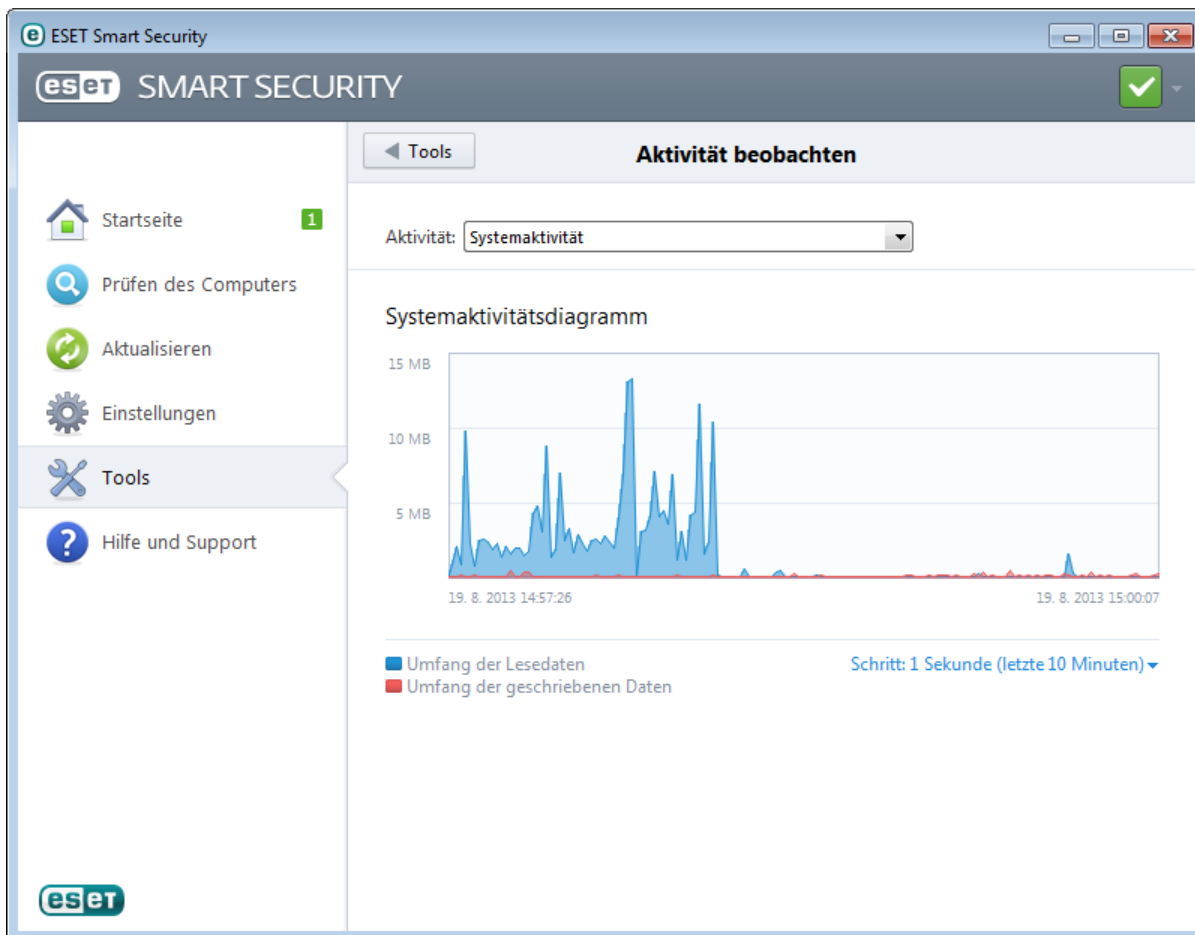 ESET Smart Security
eset SMART SECURITY
Tools
Aktivität beobachten
Startseite
1
Prüfen des Computers
Aktualisieren
Einstellungen
Tools
Hilfe und Support
Aktivität: Systemaktivität
Systemaktivitätsdiagramm
15 MB
10 MB
5 MB
19. 8. 2013 14:57:26
19. 8. 2013 15:00:07
Umfang der Lesedaten
Schritt: 1 Sekunde (letzte 10 Minuten)
Umfang der geschriebenen Daten
eset